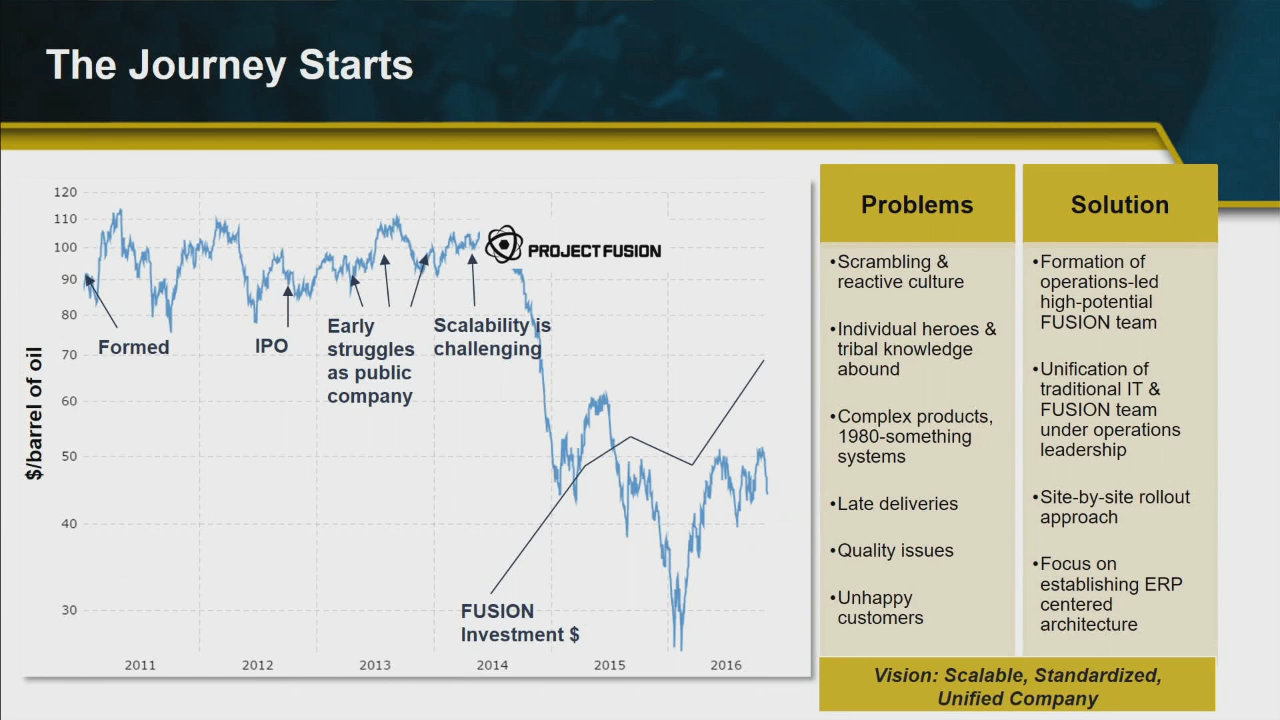 The Journey Starts
$/barrel of oil
120
110
100
90
80
70
60
50
40
30
2011
2012
2013
2014
2015
2016
Formed
IPO
Early
struggles
as public
company
Scalability is
challenging
PROJECT FUSION
FUSION
Investment $
Problems
•Scrambling &
reactive culture
•Individual heroes &
tribal knowledge
abound
•Complex products,
1980-something
systems
•Late deliveries
•Quality issues
•Unhappy
customers
Solution
•Formation of
operations-led
high-potential
FUSION team
•Unification of
traditional IT &
FUSION team
under operations
leadership
•Site-by-site rollout
approach
•Focus on
establishing ERP
centered
architecture
Vision: Scalable, Standardized,
Unified Company